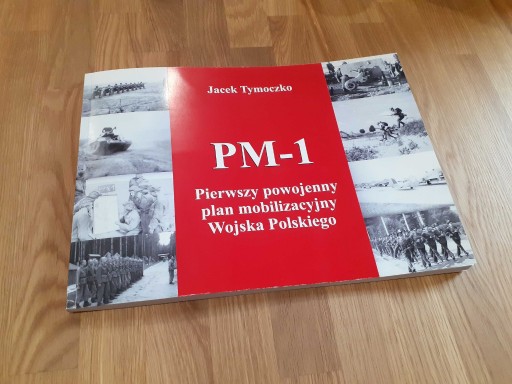 Jacek Tymoczko
PM-1
Pierwszy powojenny
plan mobilizacyjny
Wojska Polskiego